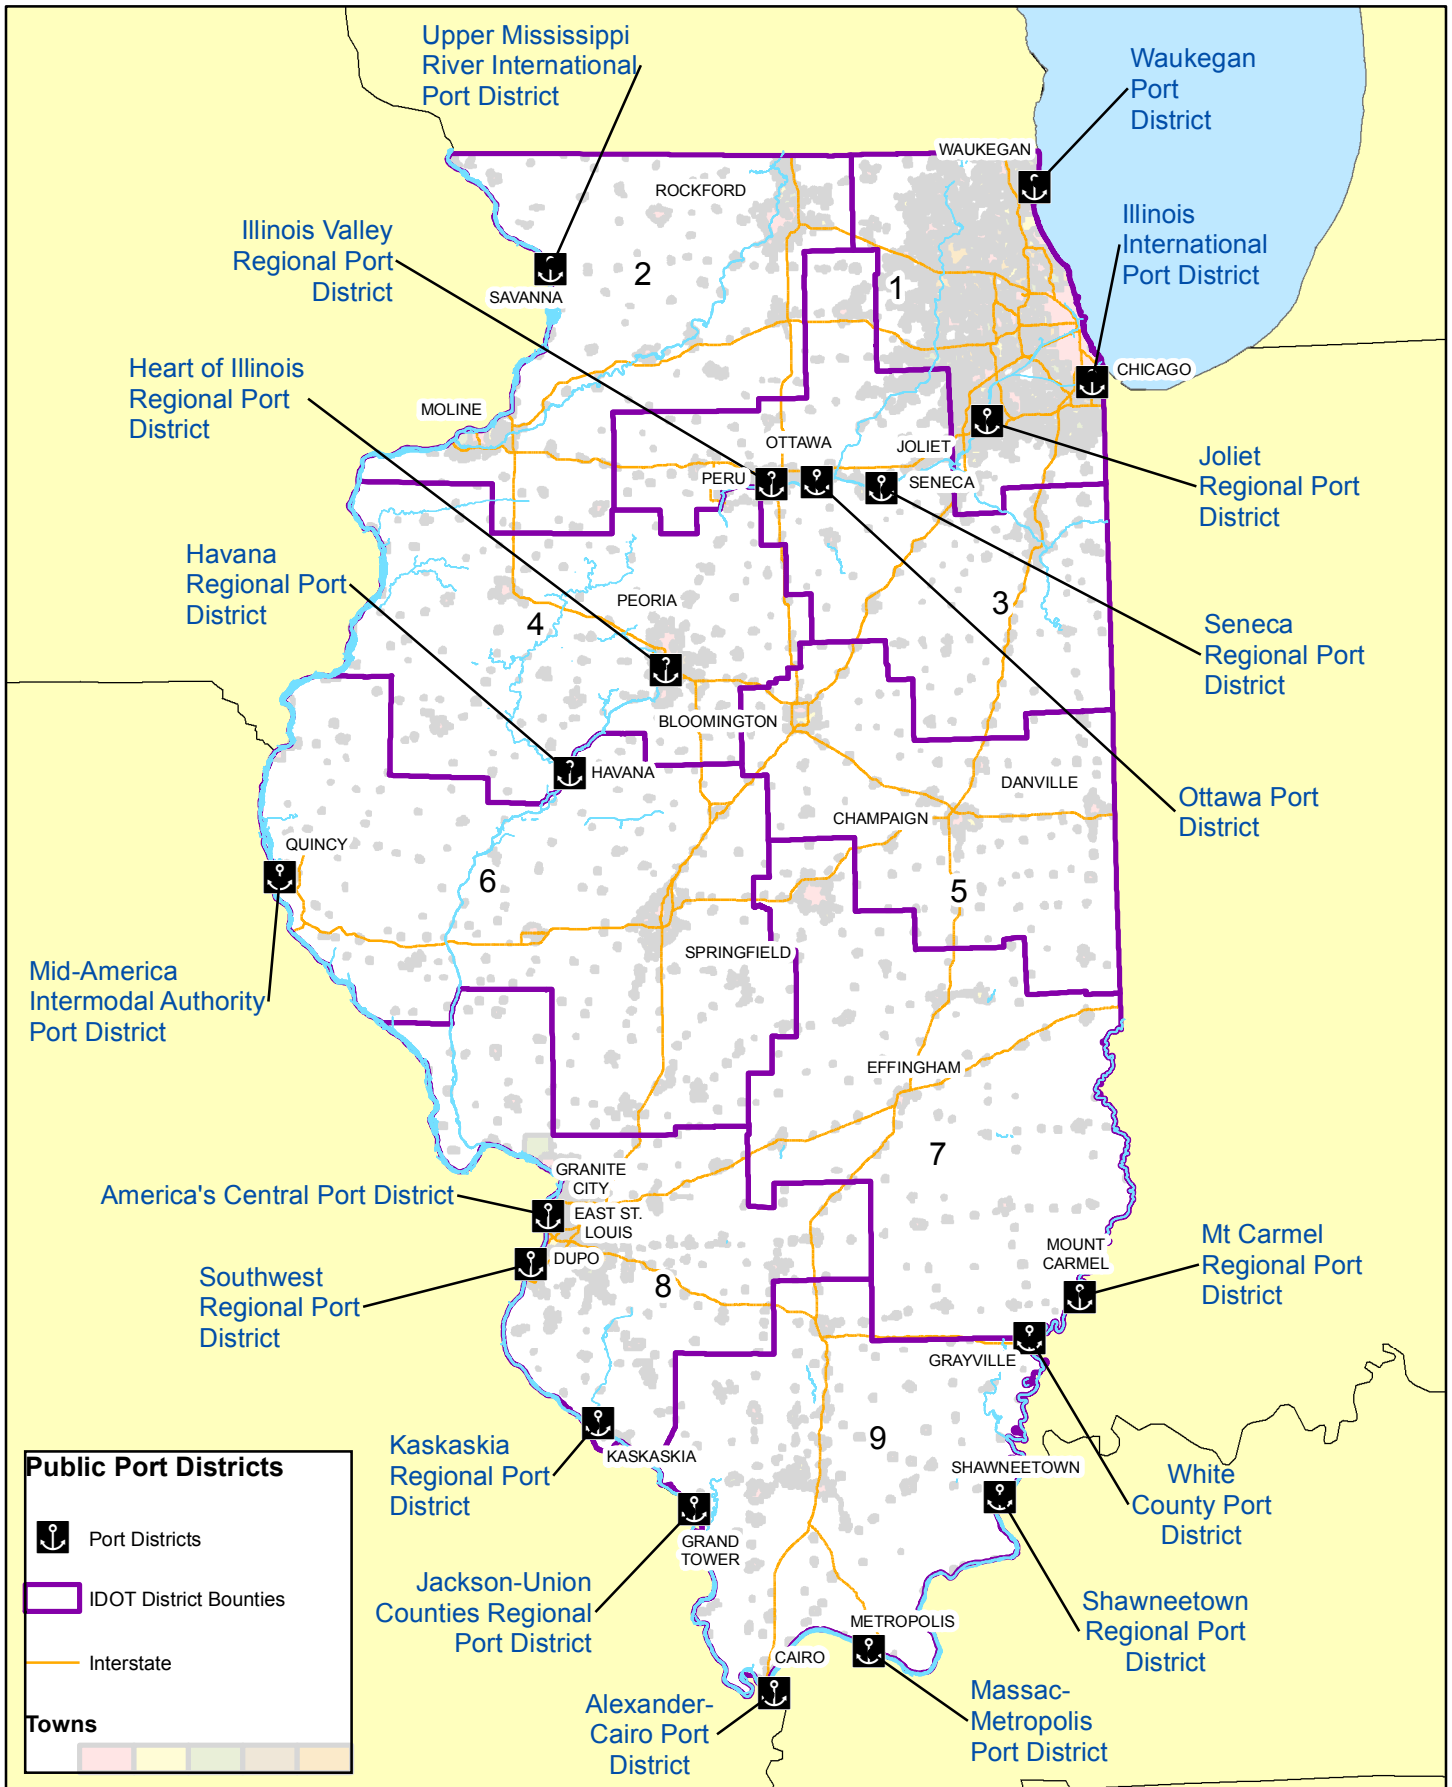 Upper Mississippi
River International
Port District
Waukegan
Port
District
WAUKEGAN
ROCKFORD
Illinois Valley
Regional Port
District
Illinois
International
Port District
2
1
SAVANNA
Heart of Illinois
Regional Port
District
CHICAGO
MOLINE
OTTAWA
JOLIET
PERU
SENECA
Joliet
Regional Port
District
Havana
Regional Port
District
PEORIA
4
3
Seneca
Regional Port
District
BLOOMINGTON
HAVANA
DANVILLE
CHAMPAIGN
Ottawa Port
District
QUINCY
6
5
SPRINGFIELD
Mid-America
Intermodal Authority
Port District
EFFINGHAM
7
GRANITE
CITY
America's Central Port District
EAST ST.
LOUIS
DUPO
MOUNT
CARMEL
Mt Carmel
Regional Port
District
Southwest
Regional Port
District
8
GRAYVILLE
9
Kaskaskia
Regional Port
District
KASKASKIA
SHAWNEETOWN
White
County Port
District
GRAND
TOWER
Jackson-Union
Counties Regional
Port District
Shawneetown
Regional Port
District
METROPOLIS
CAIRO
Alexander-
Cairo Port
District
Massac-
Metropolis
Port District
Public Port Districts
Port Districts
IDOT District Bounties
Interstate
Towns